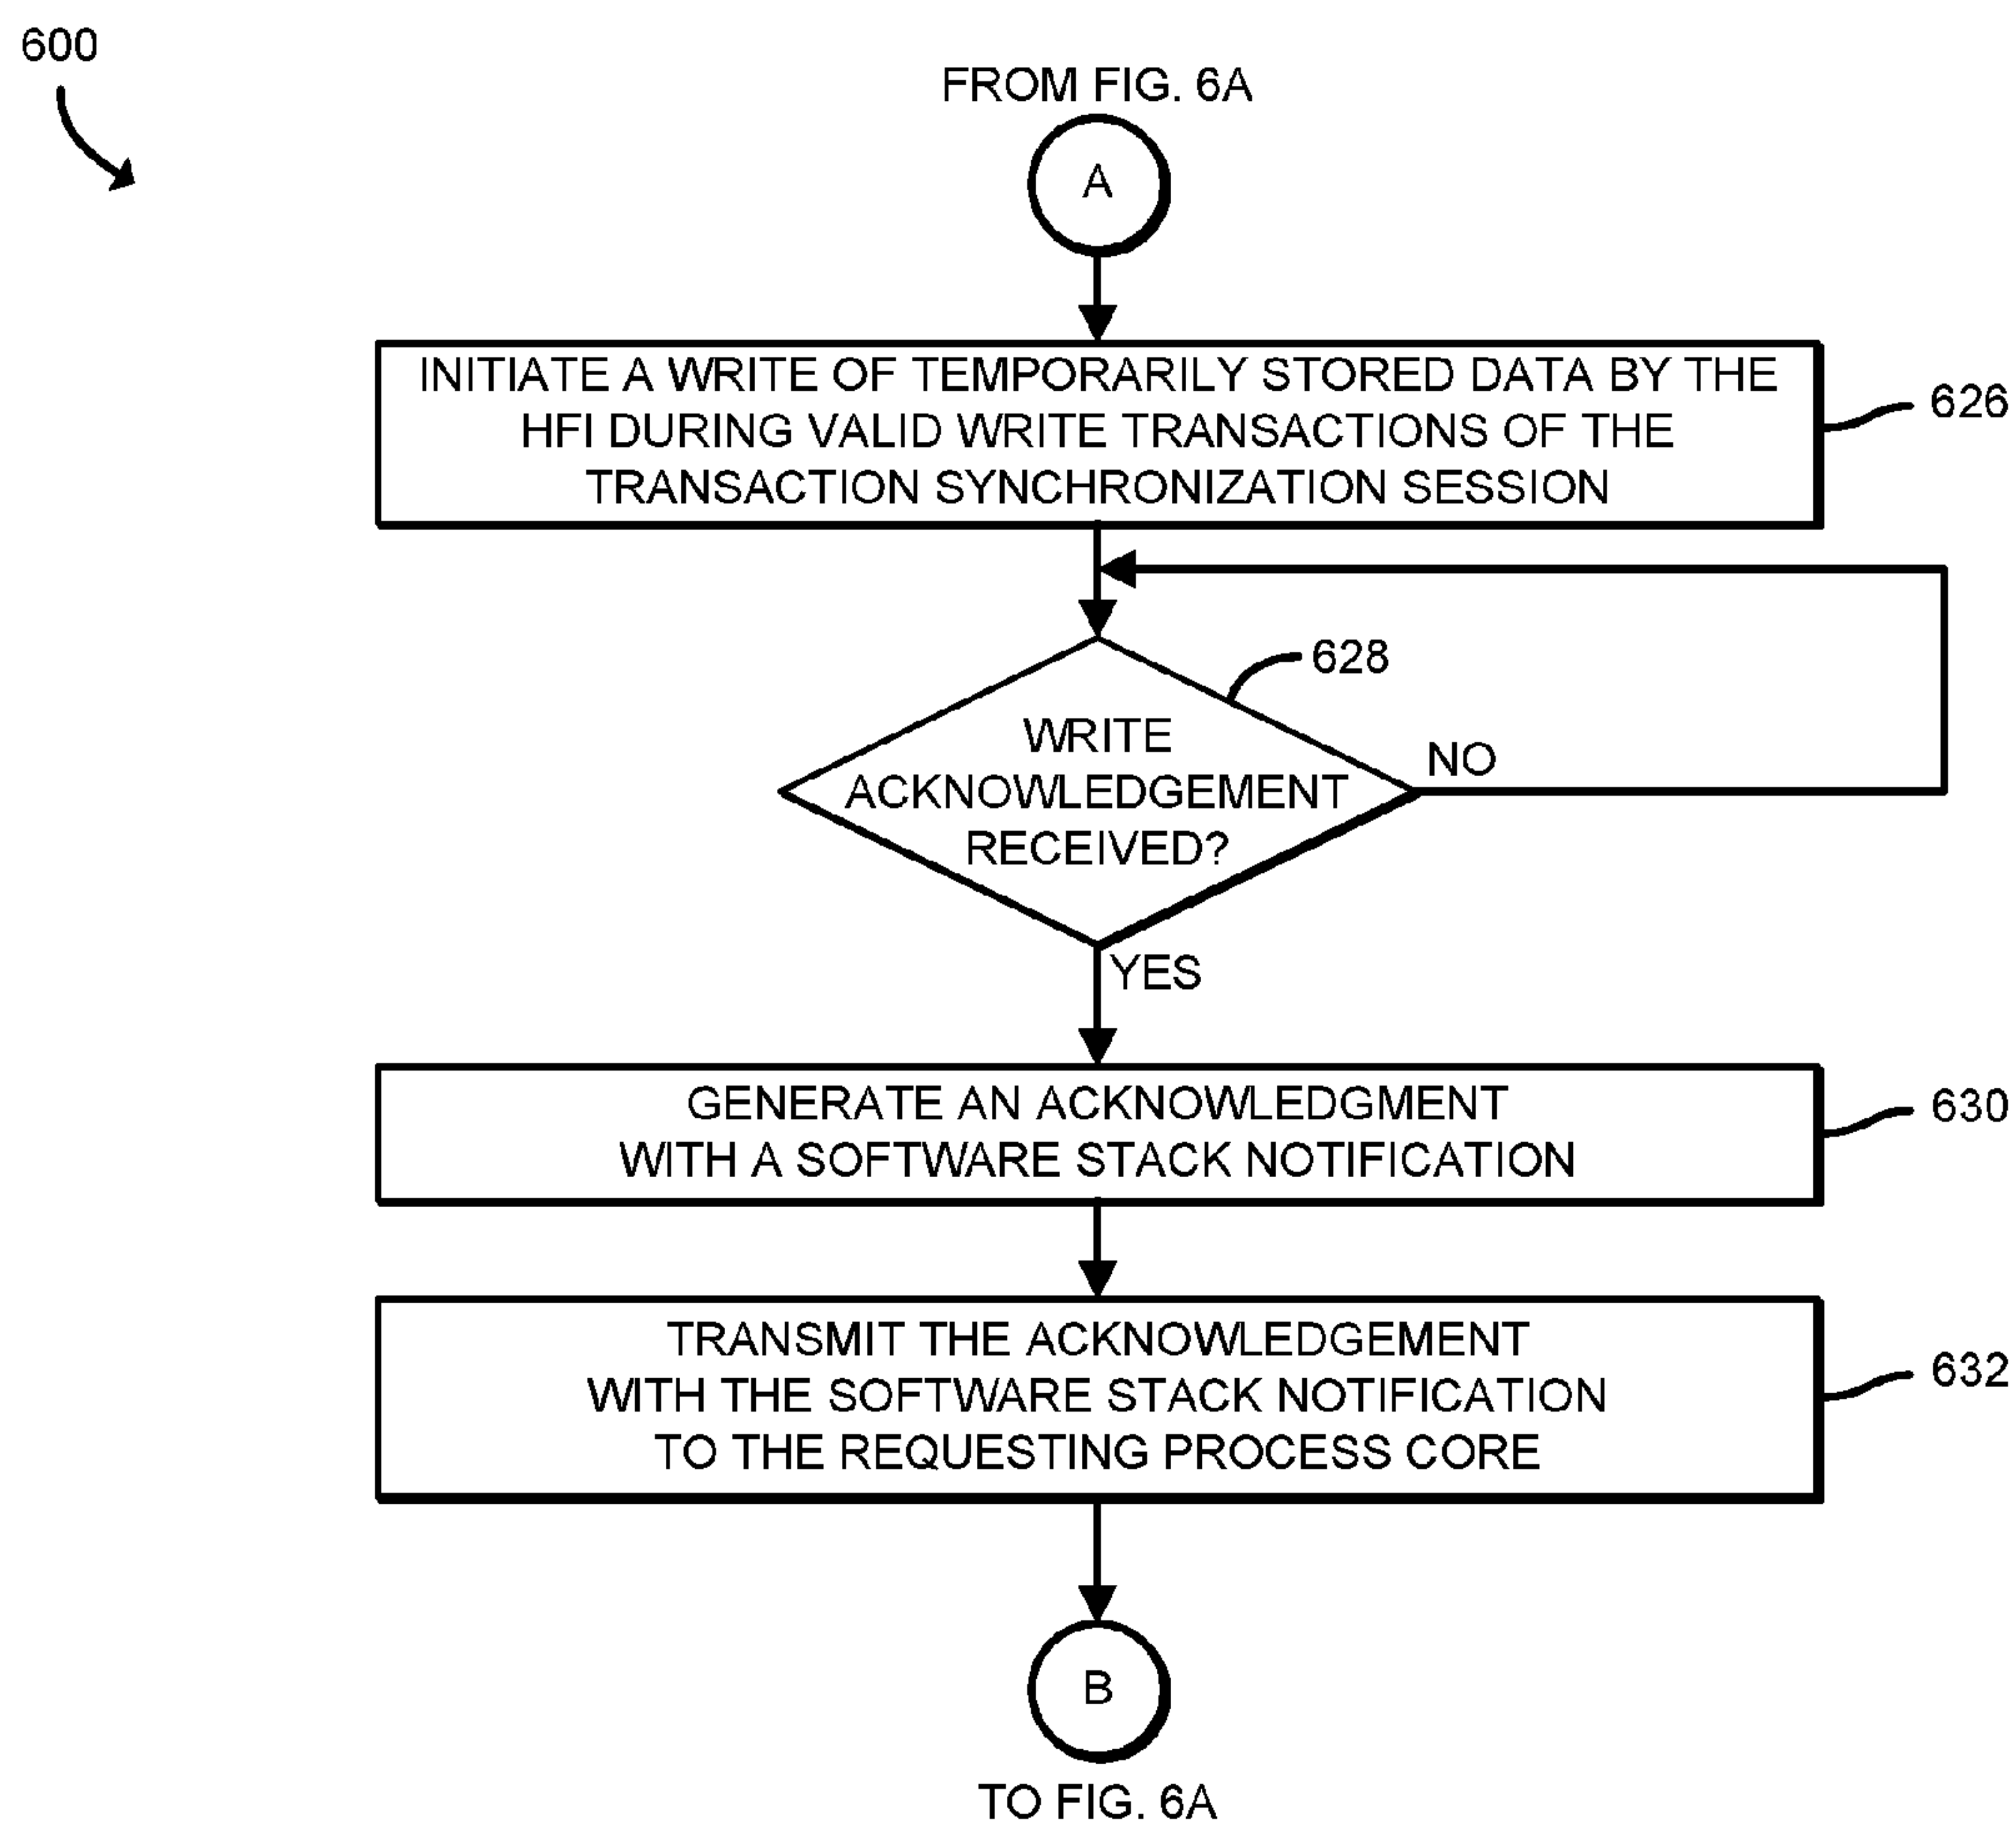 600
FROM FIG. 6A
A
INITIATE A WRITE OF TEMPORARILY STORED DATA BY THE
HFI DURING VALID WRITE TRANSACTIONS OF THE
TRANSACTION SYNCHRONIZATION SESSION
626
628
WRITE
ACKNOWLEDGEMENT
RECEIVED?
NO
YES
GENERATE AN ACKNOWLEDGMENT
WITH A SOFTWARE STACK NOTIFICATION
630
TRANSMIT THE ACKNOWLEDGEMENT
WITH THE SOFTWARE STACK NOTIFICATION
TO THE REQUESTING PROCESS CORE
632
B
TO FIG. 6A